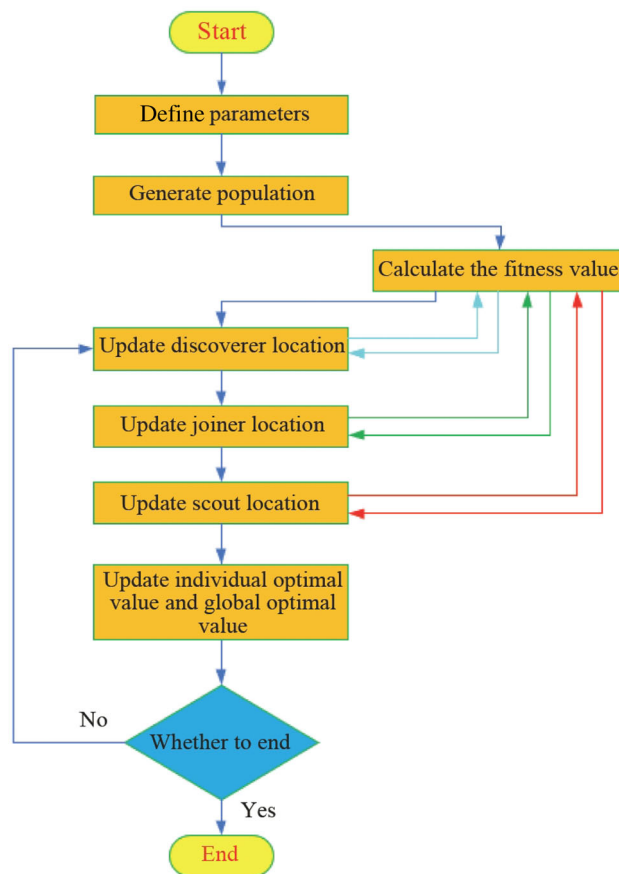 Start
Define parameters
Generate population
Calculate the fitness value
Update discoverer location
Update joiner location
Update scout location
Update individual optimal
value and global optimal
value
No
Whether to end
Yes
End